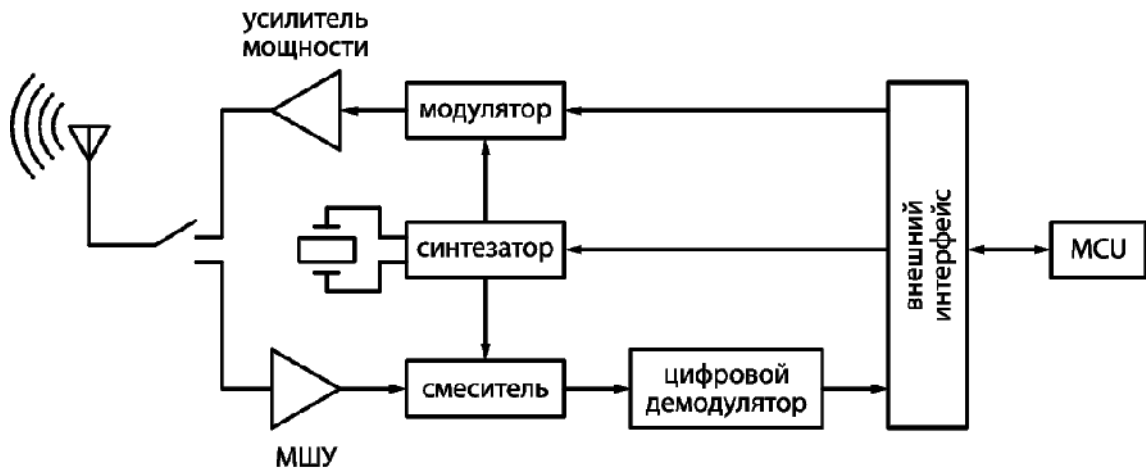 усилитель
мощности
модулятор
синтезатор
внешний
интерфейс
MCU
смеситель
цифровой
демодулятор
МШУ